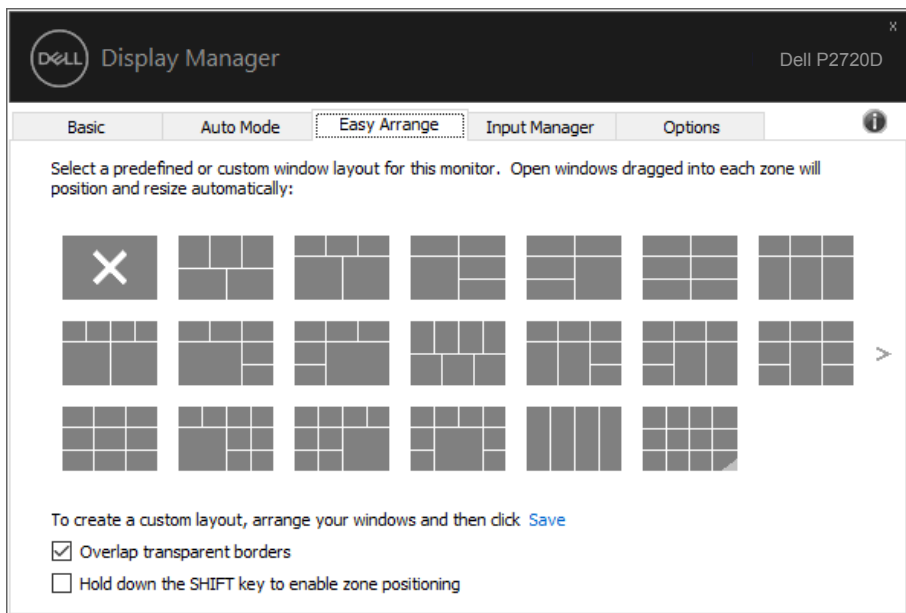 x
DELL Display Manager
Dell P2720D
Basic Auto Mode Easy Arrange Input Manager Options
Select a predefined or custom window layout for this monitor. Open windows dragged into each zone will
position and resize automatically:
>
To create a custom layout, arrange your windows and then click Save
Overlap transparent borders
Hold down the SHIFT key to enable zone positioning